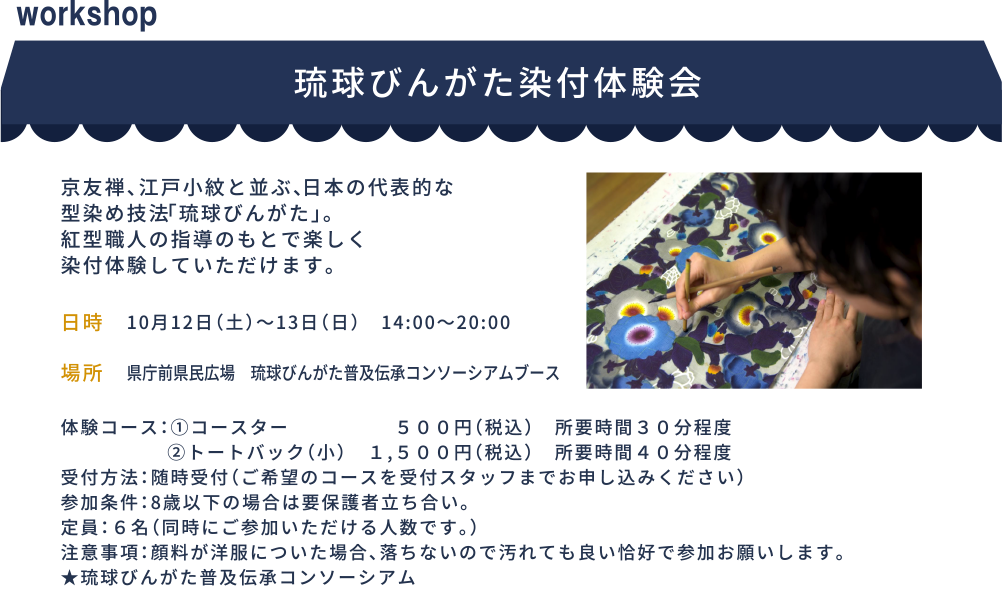 workshop
琉球びんがた染付体験会
京友禅、江戸小紋と並ぶ、日本の代表的な
型染め技法「琉球びんがた」。
紅型職人の指導のもとで楽しく
染付体験していただけます。
日時 10月12日（土）～13日（日） 14:00～20:00
場所 県庁前県民広場 琉球びんがた普及伝承コンソーシアムブース
体験コース：①コースター ５００円（税込） 所要時間３０分程度
②トートバック（小） １,５００円（税込） 所要時間４０分程度
受付方法：随時受付（ご希望のコースを受付スタッフまでお申し込みください）
参加条件：8歳以下の場合は要保護者立ち合い。
定員：６名（同時にご参加いただける人数です。）
注意事項：顔料が洋服についた場合、落ちないので汚れても良い恰好で参加お願いします。
★琉球びんがた普及伝承コンソーシアム